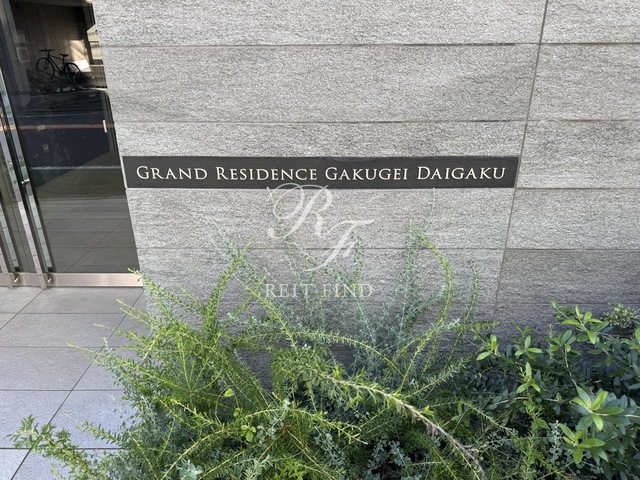 GRAND RESIDENCE GAKUGEI DAIGAKU
RF
REIT FIND